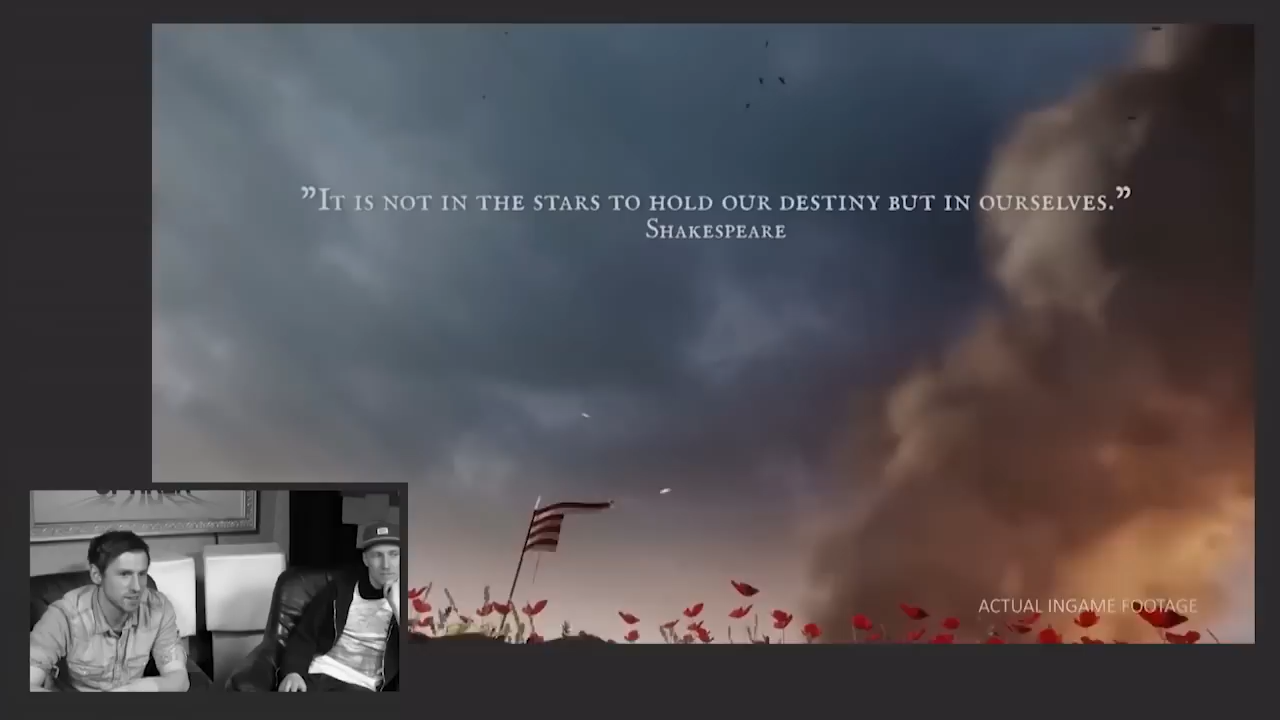 ”It is not in the stars to hold our destiny but in ourselves.”
Shakespeare
ACTUAL INGAME FOOTAGE